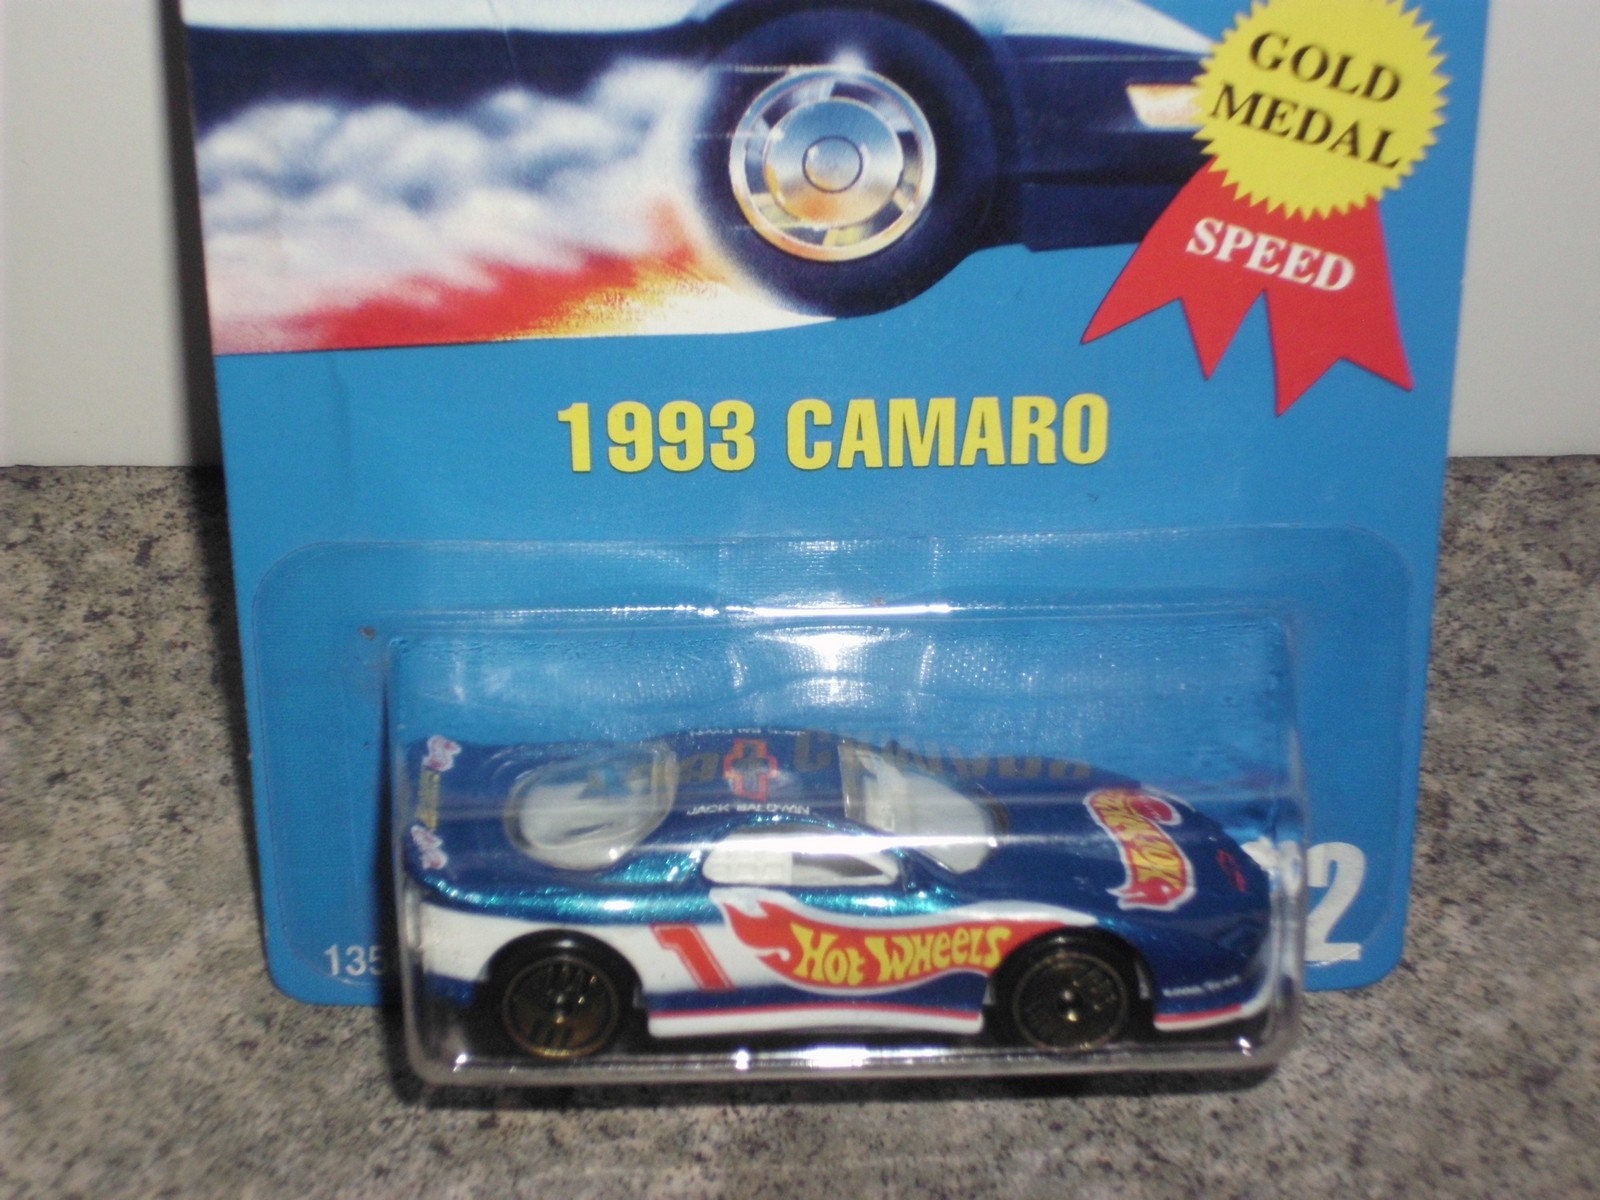 GOLD
MEDAL
SPEED
1993 CAMARO
JACK BALDWIN
HOT WHEELS
1
HOT WHEELS
135
2